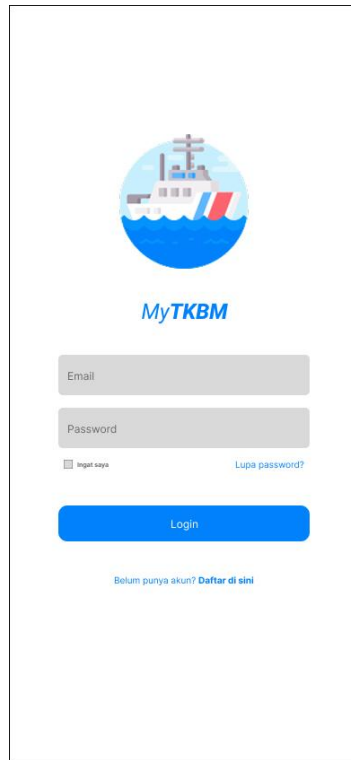 MyTKBM
Email
Password
Ingat saya Lupa password?
Login
Belum punya akun? Daftar di sini